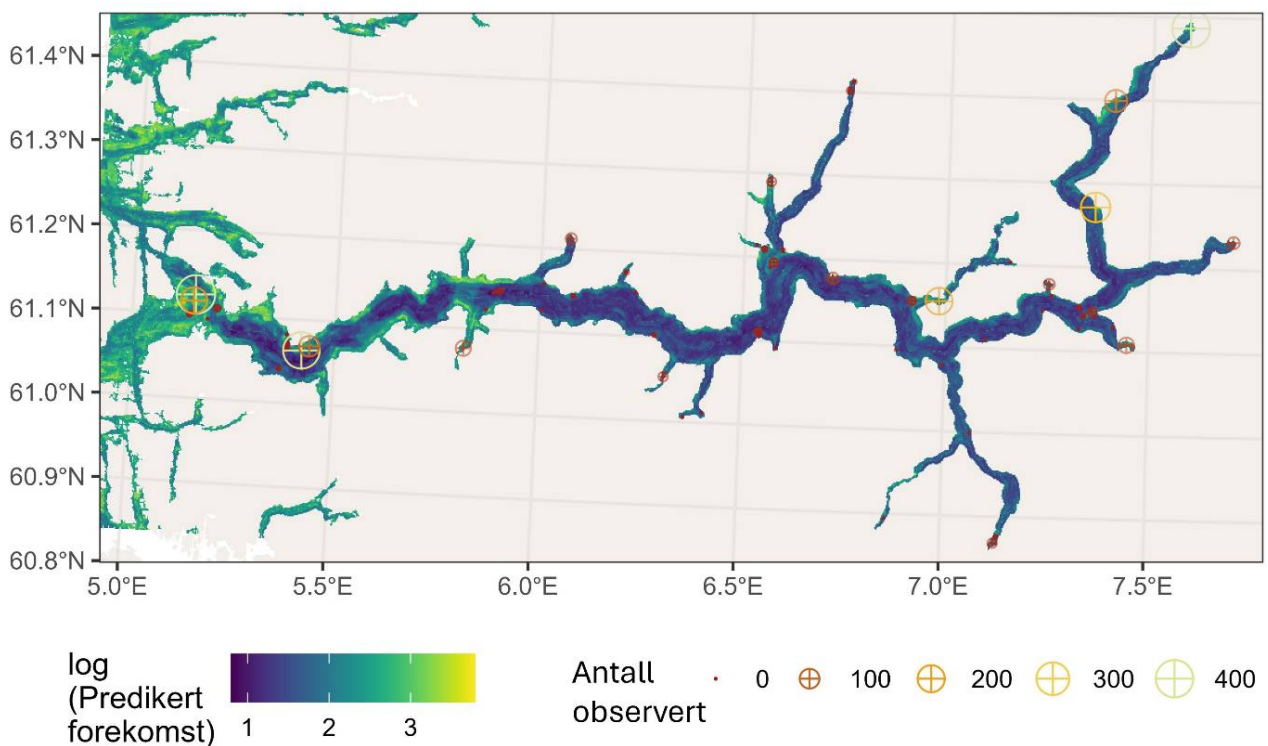 61.4°N
61.3°N
61.2°N
61.1°N
61.0°N
60.9°N
60.8°N
5.0°E 5.5°E 6.0°E 6.5°E 7.0°E 7.5°E
log
(Predikert
forekomst)
1 2 3
Antall
observert
0 100 200 300 400